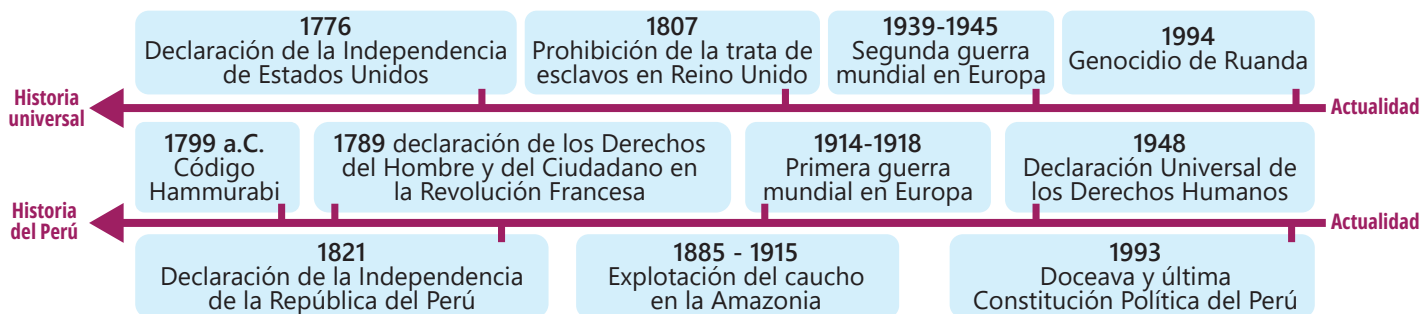 1776
Declaración de la Independencia
de Estados Unidos
1807
Prohibición de la trata de
esclavos en Reino Unido
1939-1945
Segunda guerra
mundial en Europa
1994
Genocidio de Ruanda
Historia
universal
Actualidad
1799 a.C.
Código
Hammurabi
1789 declaración de los Derechos
del Hombre y del Ciudadano en
la Revolución Francesa
1914-1918
Primera guerra
mundial en Europa
1948
Declaración Universal de
los Derechos Humanos
Historia
del Perú
Actualidad
1821
Declaración de la Independencia
de la República del Perú
1885 - 1915
Explotación del caucho
en la Amazonia
1993
Doceava y última
Constitución Política del Perú